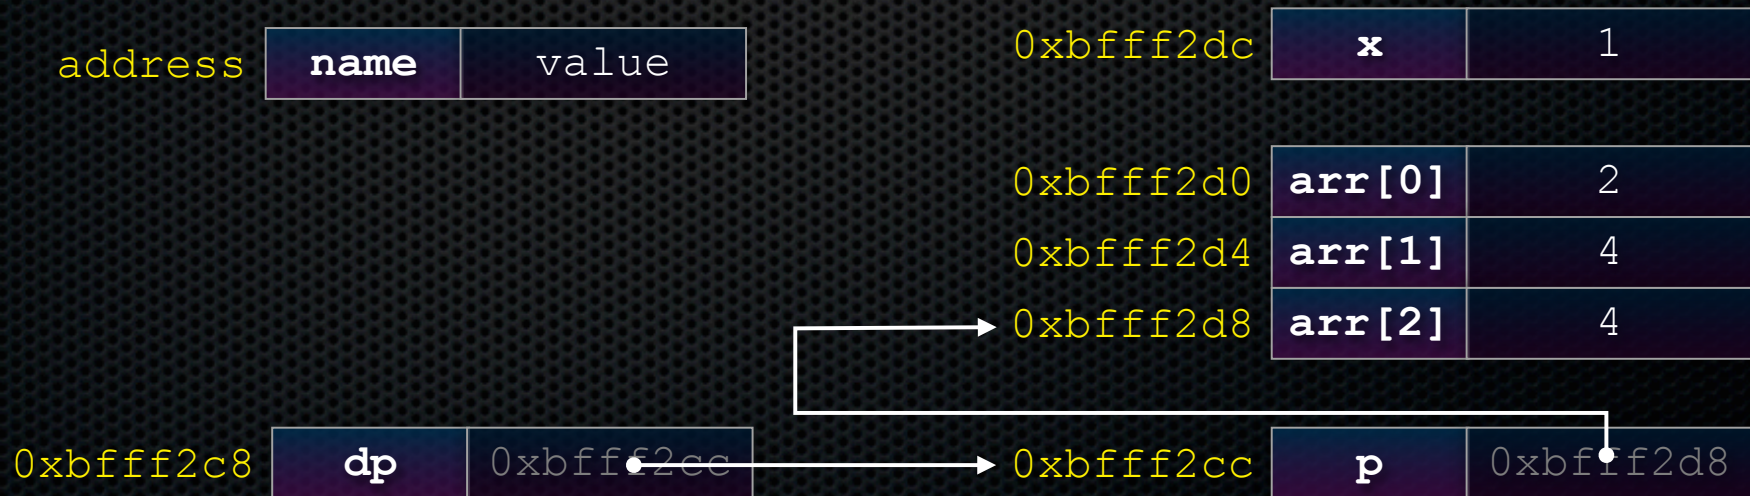 address name value
0xbfff2dc x 1
0xbfff2d0 arr[0] 2
0xbfff2d4 arr[1] 4
0xbfff2d8 arr[2] 4
0xbfff2c8 dp 0xbfff2cc
0xbfff2cc p 0xbfff2d8